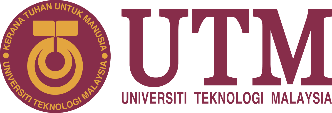 KERANA TUHAN UNTUK MANUSIA
UNIVERSITI TEKNOLOGI MALAYSIA
UTM
UNIVERSITI TEKNOLOGI MALAYSIA